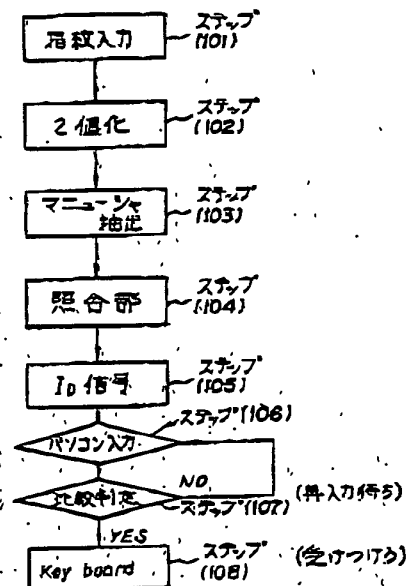 指紋入力
ステップ
(101)
2値化
ステップ
(102)
マニューシャ
抽出
ステップ
(103)
照合部
ステップ
(104)
ID信号
ステップ
(105)
ステップ(106)
パソコン入力
NO
比較判定
ステップ(107)
(再入力待ち)
YES
Key board
ステップ
(108)
(受けつける)